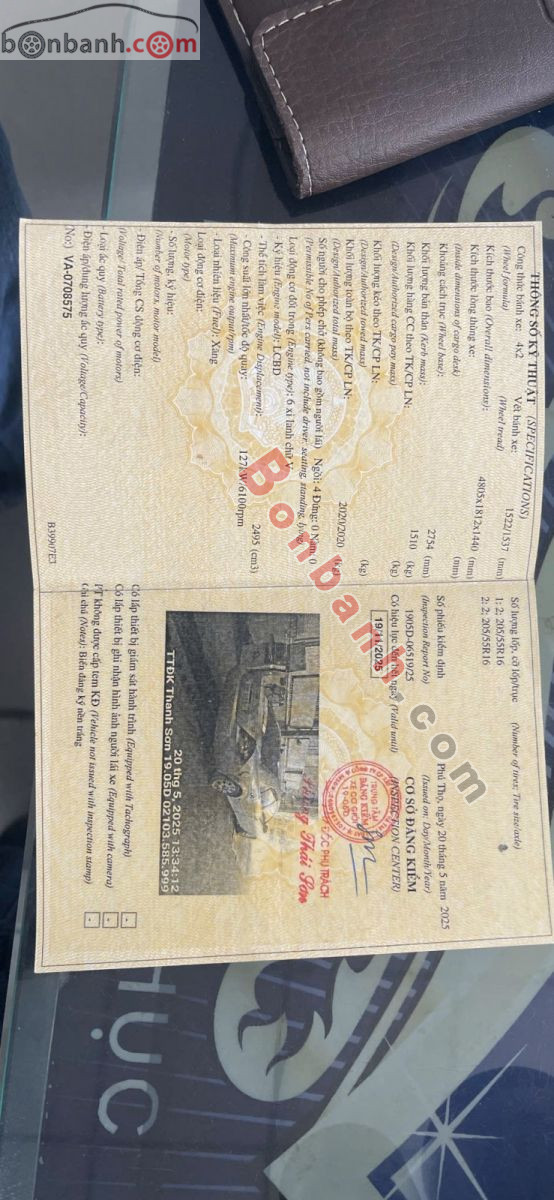 bonbanh.com
THÔNG SỐ KỸ THUẬT (SPECIFICATIONS)
Công thức bánh xe: 4x2 Vết bánh xe: 1522/1537 (mm)
(Wheel formula) (Wheel tread)
Kích thước bao (Overall dimensions): 4805x1812x1440 (mm)
Kích thước lòng thùng xe: (mm)
(Inside dimensions of cargo deck)
Khoảng cách trục (Wheel base): 2754 (mm)
Khối lượng bản thân (Kerb mass): 1510 (kg)
Khối lượng hàng CC theo TK/CP LN: (kg)
(Design/Authorized cargo pay mass)
Khối lượng kéo theo TK/CP LN: (kg)
(Design/Authorized towed mass)
Khối lượng toàn bộ theo TK/CP LN: 2020/2020 (kg)
(Design/Authorized total mass)
Số người cho phép chở (không bao gồm người lái) Ngồi: 4 Đứng: 0 Nằm: 0
(Permissible No of Pers carried, not include driver: seating, standing, lying)
Loại động cơ đốt trong (Engine type): 6 xi lanh chữ V
- Ký hiệu (Engine model): LCBD
- Thể tích làm việc (Engine Displacement): 2495 (cm3)
- Công suất lớn nhất/tốc độ quay: 127kW/6100rpm
(Maximum engine output/rpm)
- Loại nhiên liệu (Fuel): Xăng
Loại động cơ điện:
(Motor type)
- Số lượng, ký hiệu:
(Number of motors, motor model)
- Điện áp/ Tổng CS động cơ điện:
(Voltage/ Total rated power of motors)
- Loại ắc quy (Battery type):
- Điện áp/dung lượng ắc quy (Voltage/Capacity):
(No:) VA-0708575
B39907E3
Số lượng lốp, cỡ lốp/trục (Number of tires; Tire size/axle)
1: 2; 205/55R16
2: 2; 205/55R16
Phú Thọ, ngày 20 tháng 5 năm 2025
Số phiếu kiểm định (Issued on: Day/Month/Year)
(Inspection Report No) CƠ SỞ ĐĂNG KIỂM
1905D-06519/25 (INSPECTION CENTER)
Có hiệu lực đến hết ngày (Valid until)
19/11/2025
TRUNG TÂM
ĐĂNG KIỂM
XE CƠ GIỚI
PHỤ TRÁCH
Thái Sơn
20 thg 5, 2025 13:34:12
TTĐK Thanh Sơn 19.05D 02103.585.999
Có lắp thiết bị giám sát hành trình (Equipped with Tachograph) -
Có lắp thiết bị ghi nhận hình ảnh người lái xe (Equipped with camera) -
PT không được cấp tem KĐ (Vehicle not issued with inspection stamp) -
Ghi chú (Notes): Biển đăng ký nền trắng
Bonbanh.com
HỤC